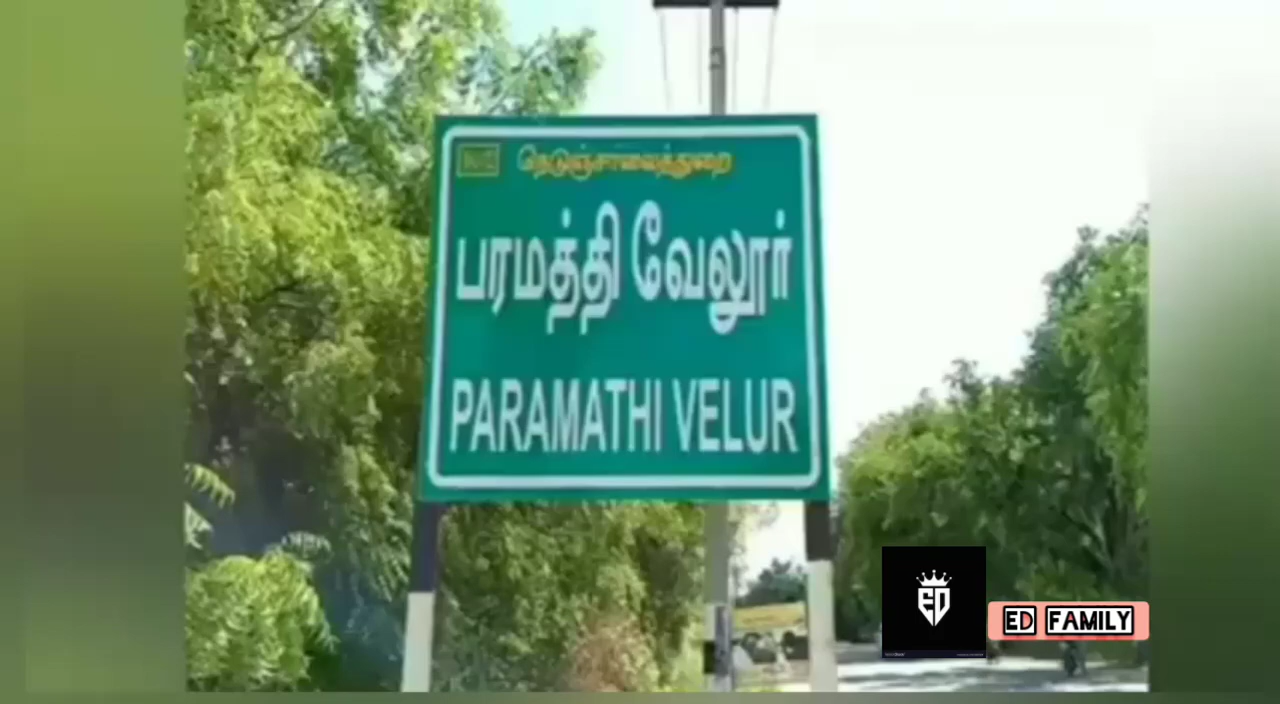 நெடுஞ்சாலைத்துறை
பரமத்தி வேலூர்
PARAMATHI VELUR
ED
ED FAMILY